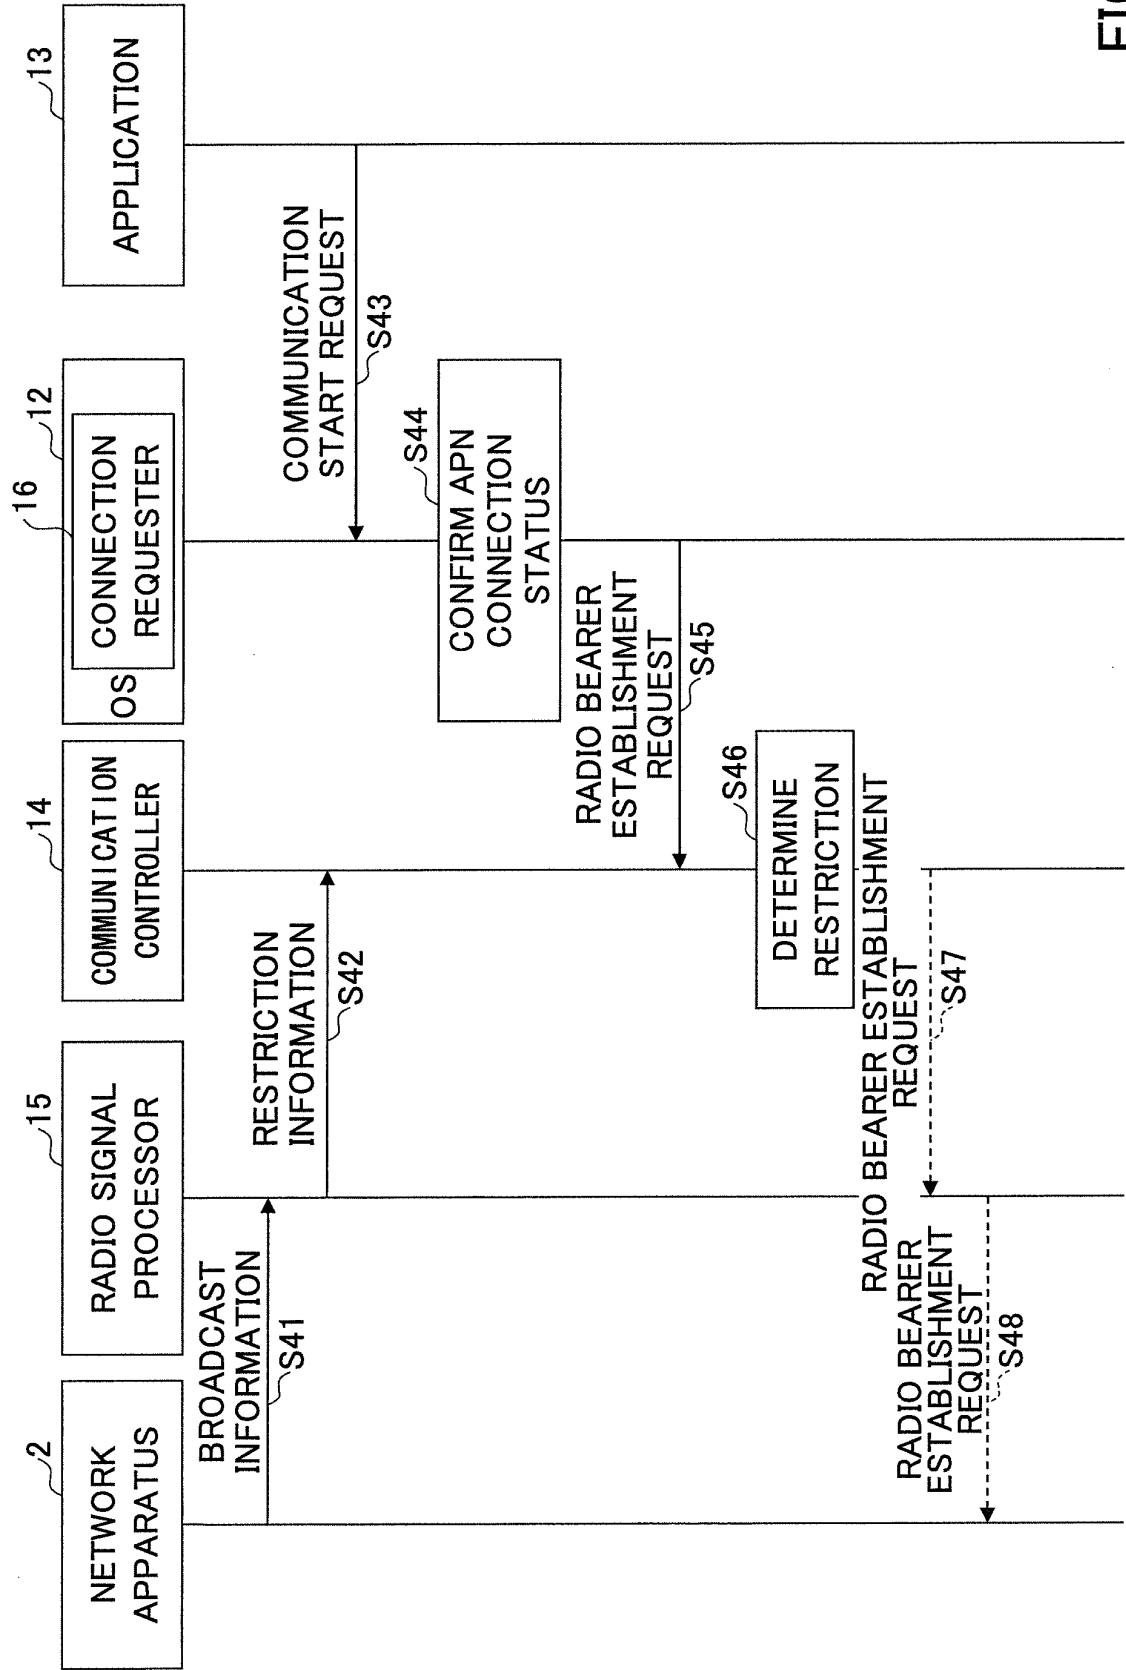 2
NETWORK
APPARATUS
15
RADIO SIGNAL
PROCESSOR
14
COMMUNICATION
CONTROLLER
12
16
OS
CONNECTION
REQUESTER
13
APPLICATION
BROADCAST
INFORMATION
S41
RESTRICTION
INFORMATION
S42
COMMUNICATION
START REQUEST
S43
S44
CONFIRM APN
CONNECTION
STATUS
RADIO BEARER
ESTABLISHMENT
REQUEST
S45
S46
DETERMINE
RESTRICTION
RADIO BEARER ESTABLISHMENT
REQUEST
S47
RADIO BEARER
ESTABLISHMENT
REQUEST
S48